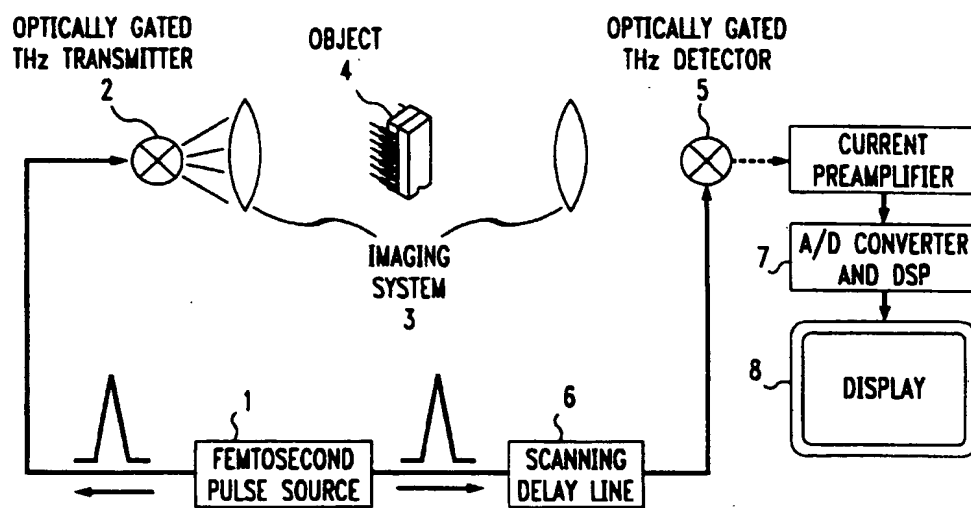 OPTICALLY GATED
THz TRANSMITTER
2
OBJECT
4
OPTICALLY GATED
THz DETECTOR
5
CURRENT
PREAMPLIFIER
IMAGING
SYSTEM
3
7
A/D CONVERTER
AND DSP
8
DISPLAY
1
FEMTOSECOND
PULSE SOURCE
6
SCANNING
DELAY LINE